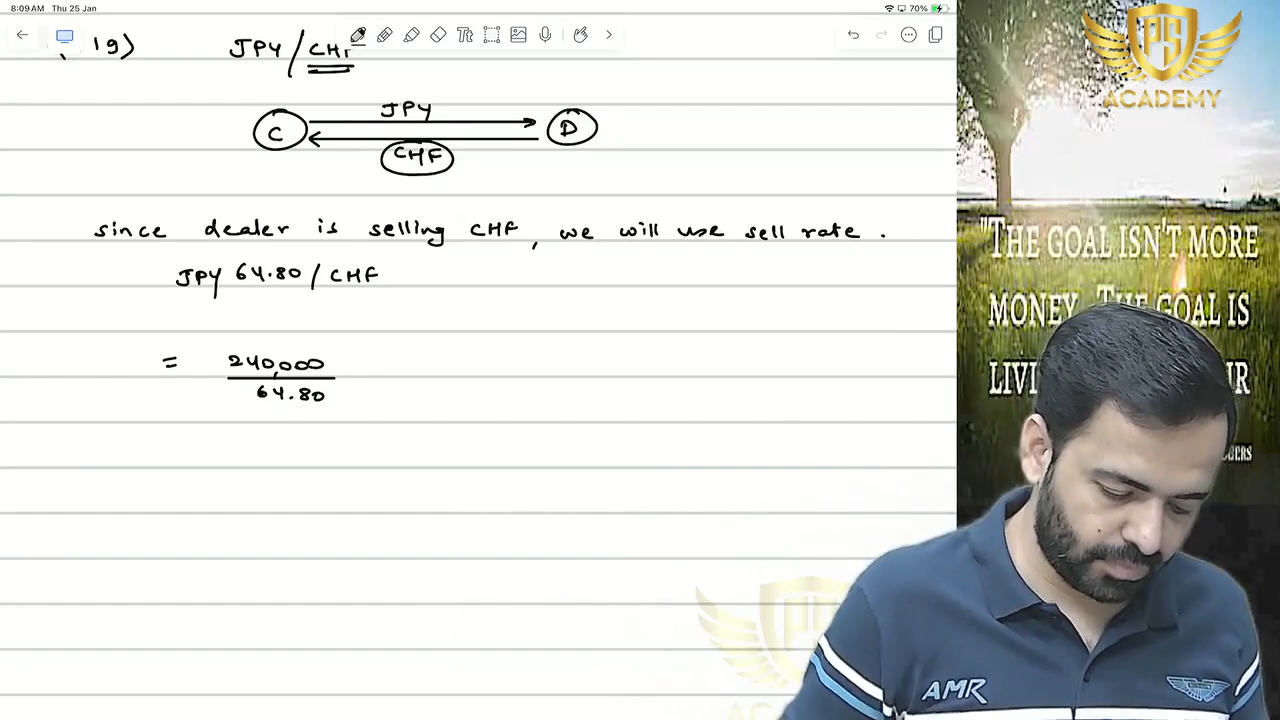 8:09 AM Thu 25 Jan
70%
19)
JPY / CHF
JPY
C
D
CHF
since dealer is selling CHF, we will use sell rate.
JPY 64.80 / CHF
= 240,000
64.80
PS
ACADEMY
"THE GOAL ISN'T MORE
MONEY. THE GOAL IS
PS
AMR